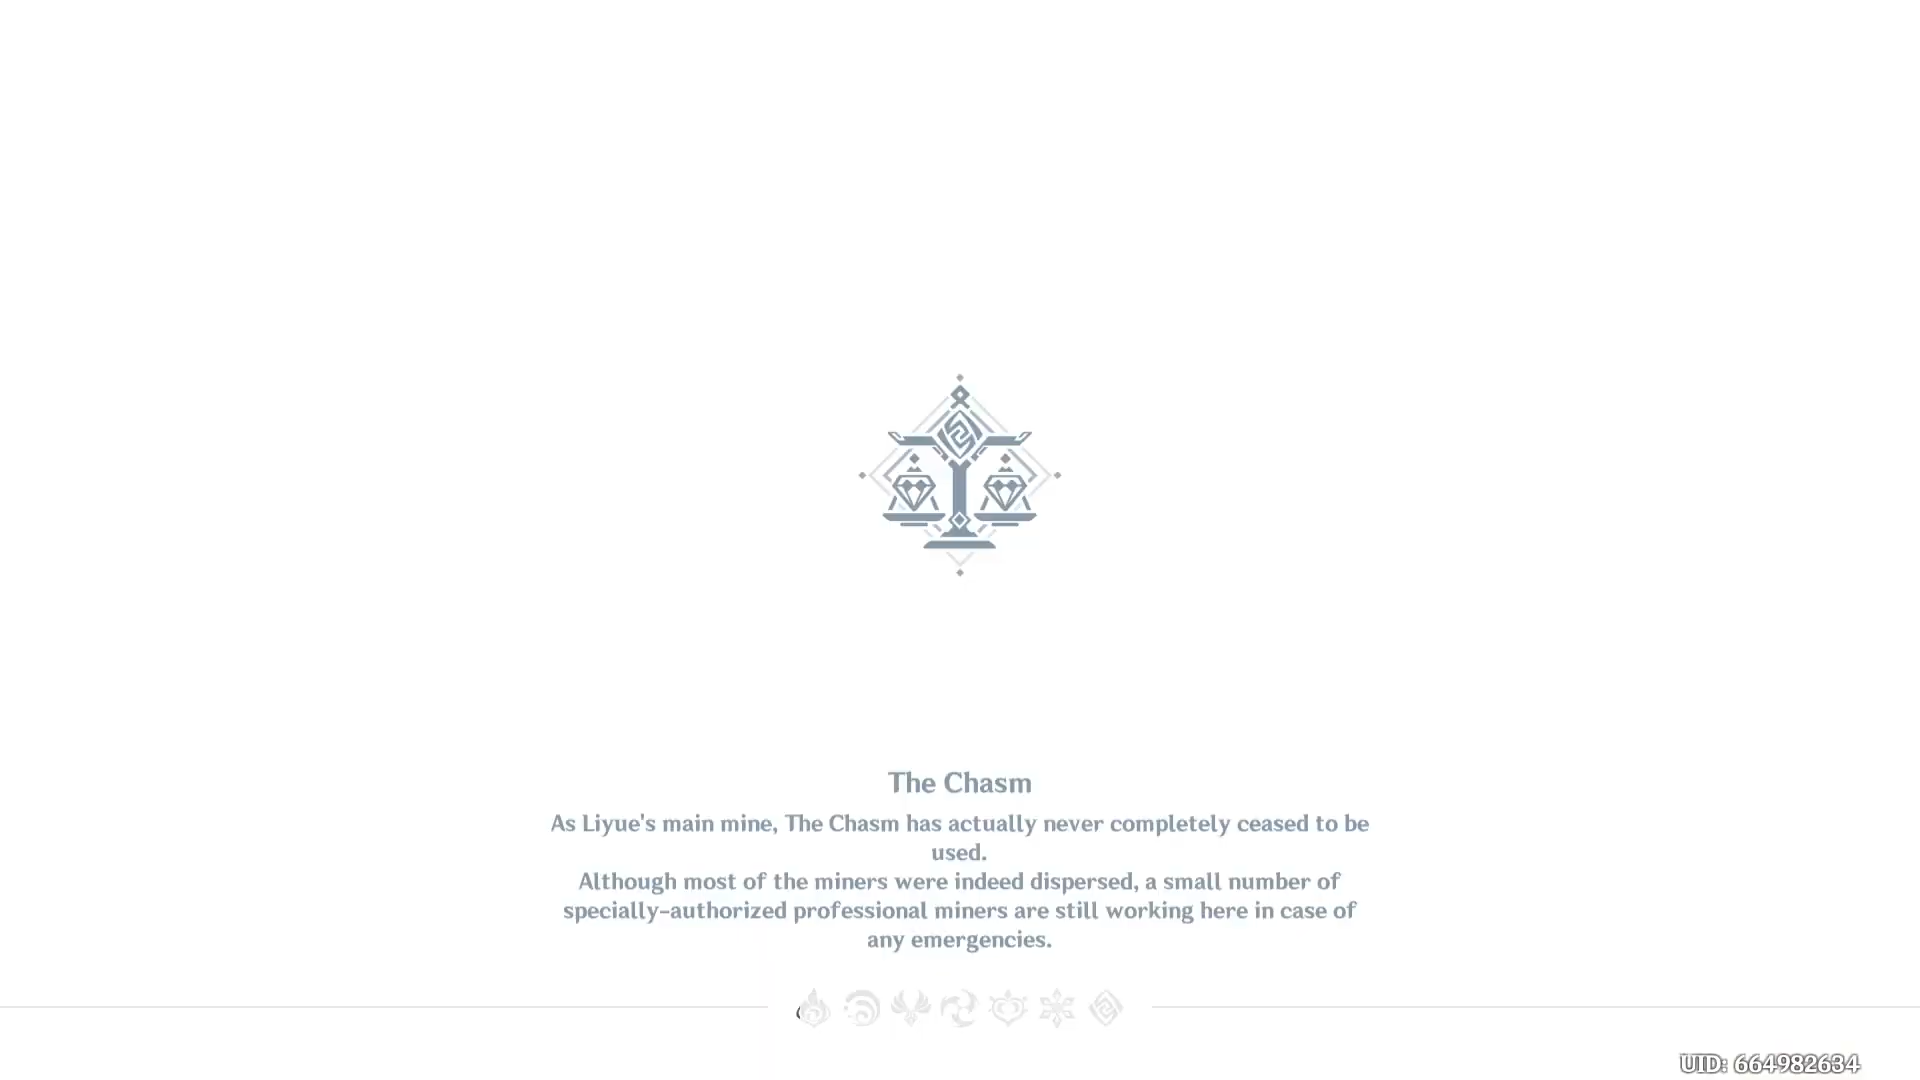 The Chasm
As Liyue's main mine, The Chasm has actually never completely ceased to be
used.
Although most of the miners were indeed dispersed, a small number of
specially-authorized professional miners are still working here in case of
any emergencies.
UID: 664982634